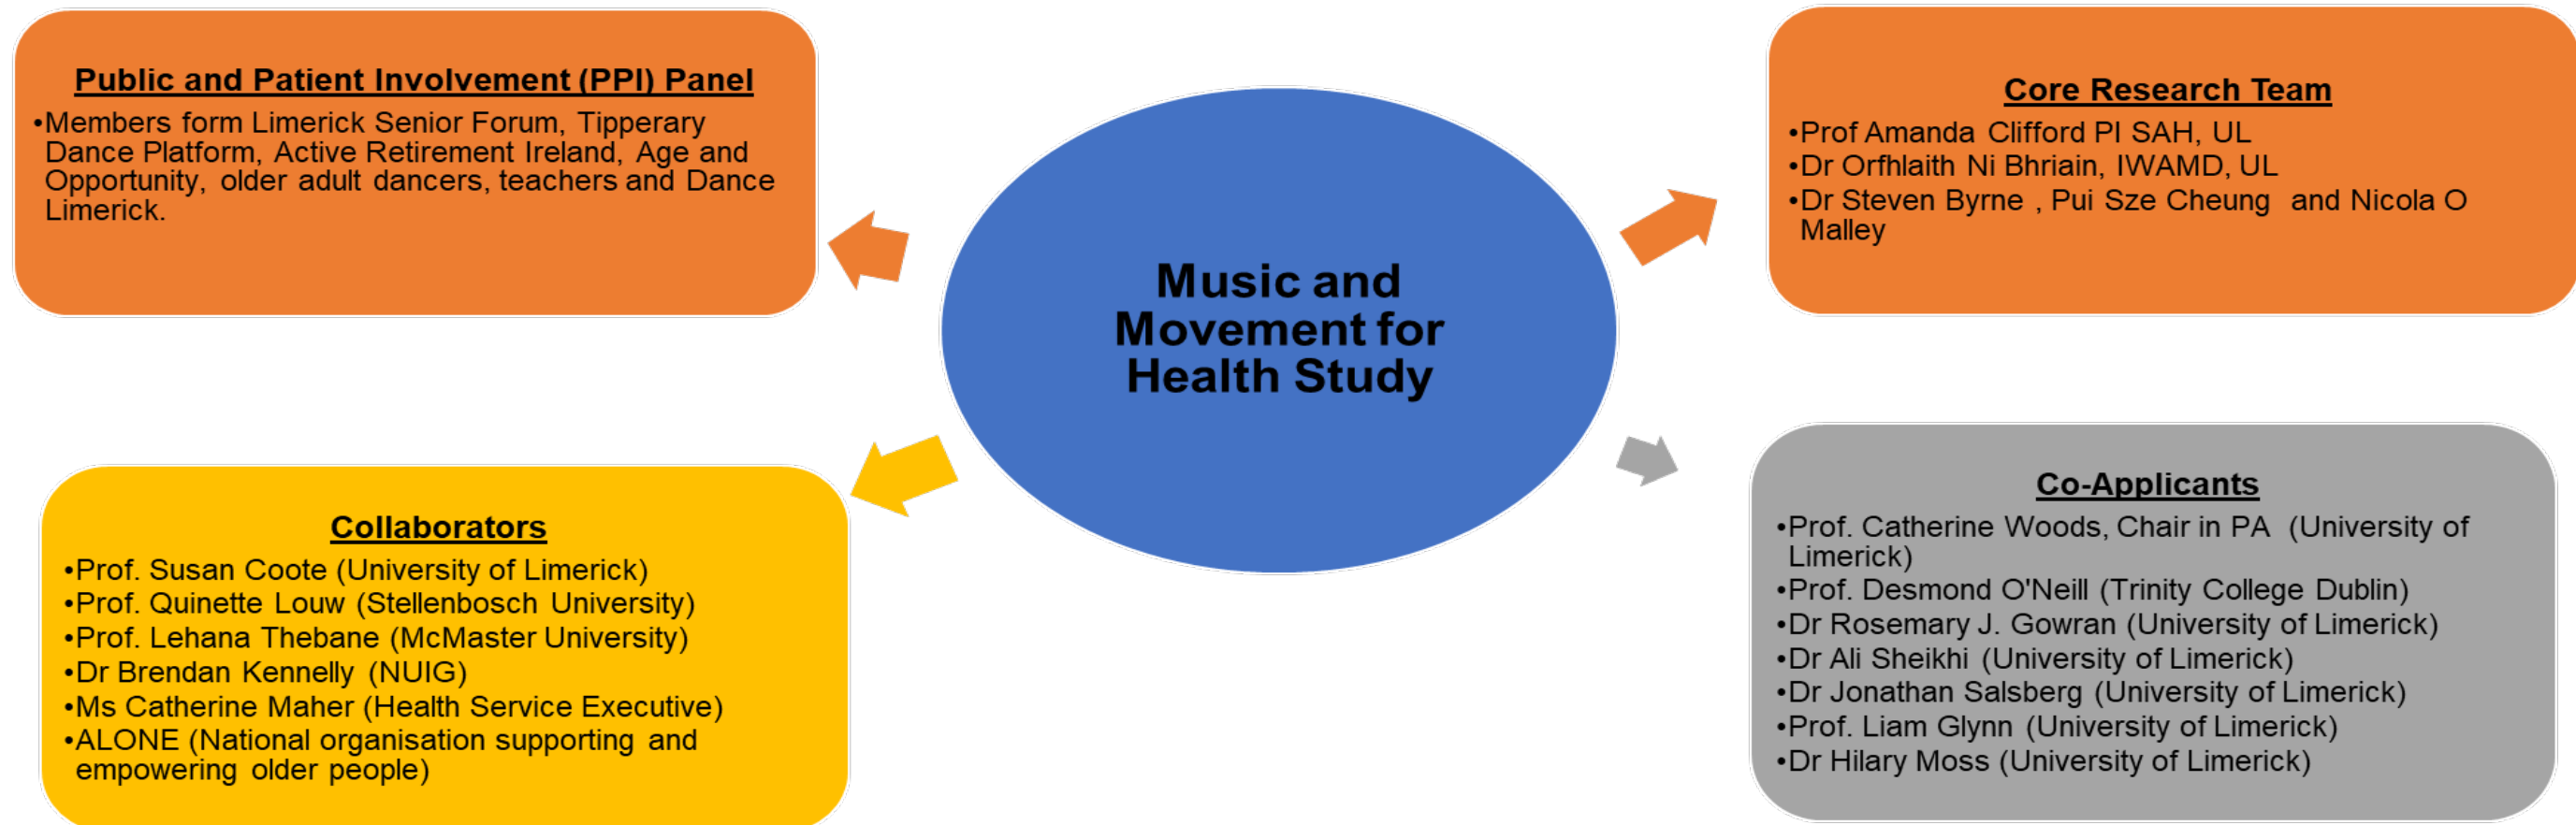 Public and Patient Involvement (PPI) Panel
•Members form Limerick Senior Forum, Tipperary
Dance Platform, Active Retirement Ireland, Age and
Opportunity, older adult dancers, teachers and Dance
Limerick.
Core Research Team
•Prof Amanda Clifford PI SAH, UL
•Dr Orfhlaith Ni Bhriain, IWAMD, UL
•Dr Steven Byrne , Pui Sze Cheung and Nicola O
Malley
Music and
Movement for
Health Study
Collaborators
•Prof. Susan Coote (University of Limerick)
•Prof. Quinette Louw (Stellenbosch University)
•Prof. Lehana Thebane (McMaster University)
•Dr Brendan Kennelly (NUIG)
•Ms Catherine Maher (Health Service Executive)
•ALONE (National organisation supporting and
empowering older people)
Co-Applicants
•Prof. Catherine Woods, Chair in PA (University of
Limerick)
•Prof. Desmond O'Neill (Trinity College Dublin)
•Dr Rosemary J. Gowran (University of Limerick)
•Dr Ali Sheikhi (University of Limerick)
•Dr Jonathan Salsberg (University of Limerick)
•Prof. Liam Glynn (University of Limerick)
•Dr Hilary Moss (University of Limerick)